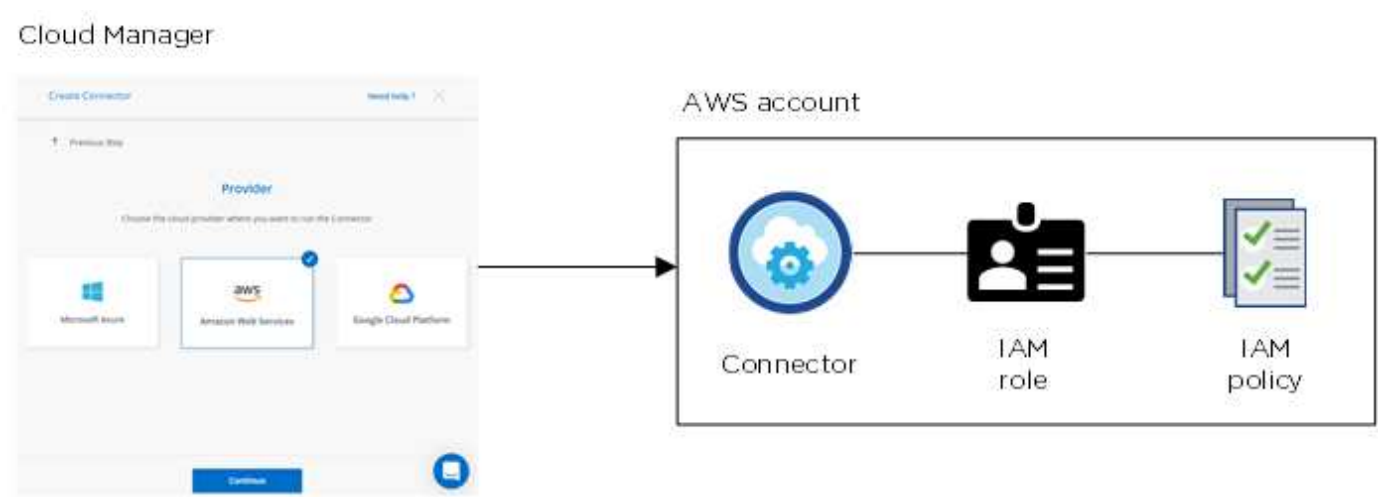 Cloud Manager
Create Connector
Need help?
Previous Step
Provider
Choose the cloud provider where you want to run the Connector
aws
Microsoft Azure
Amazon Web Services
Google Cloud Platform
Continue
AWS account
Connector
IAM
role
IAM
policy